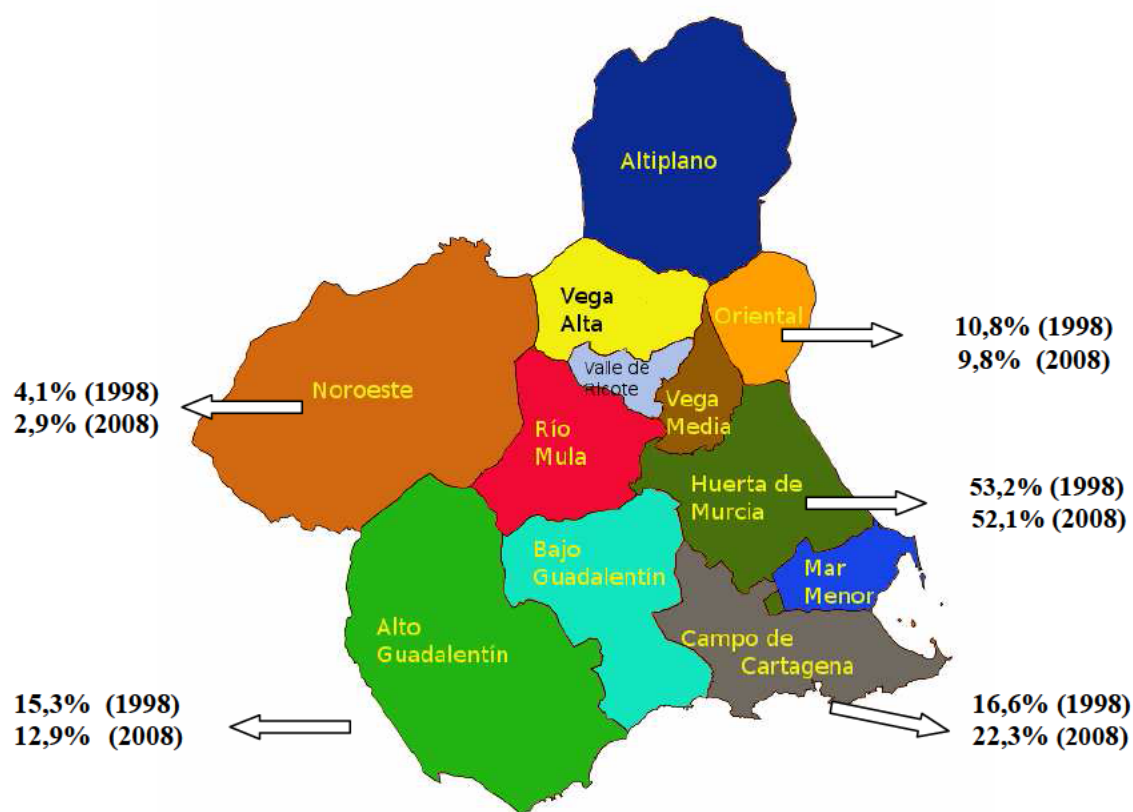 Altiplano
Vega
Alta
Oriental
10,8% (1998)
9,8% (2008)
Noroeste
4,1% (1998)
2,9% (2008)
Valle de
Ricote
Vega
Media
Río
Mula
Huerta de
Murcia
53,2% (1998)
52,1% (2008)
Bajo
Guadalentín
Mar
Menor
Alto
Guadalentín
Campo de
Cartagena
15,3% (1998)
12,9% (2008)
16,6% (1998)
22,3% (2008)